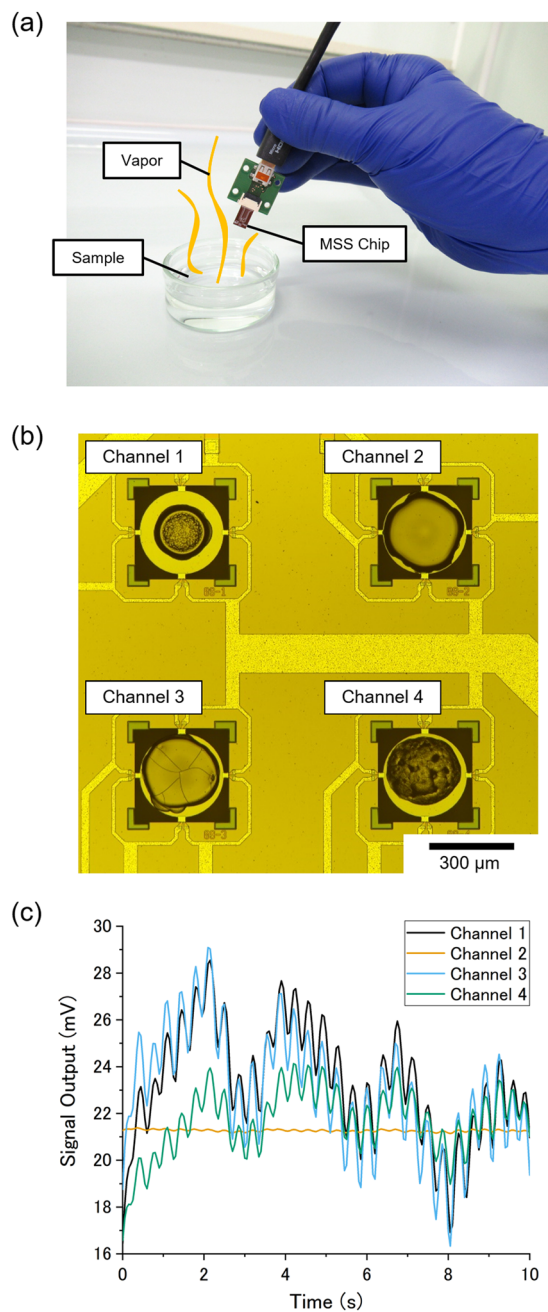 (a)
Vapor
Sample
MSS Chip
(b)
Channel 1
Channel 2
Channel 3
Channel 4
300 μm
(c)
Signal Output (mV)
30
28
26
24
22
20
18
16
Channel 1
Channel 2
Channel 3
Channel 4
0
2
4
6
8
10
Time (s)